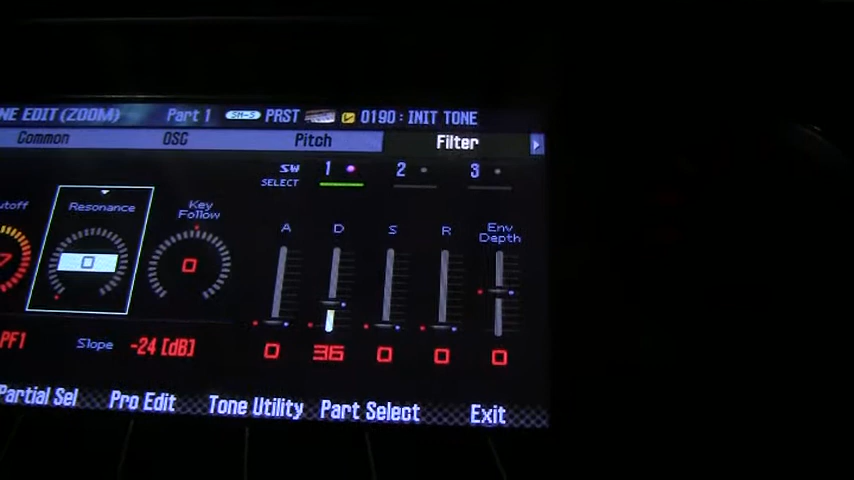 NE EDIT (ZOOM) Part 1 SN-S PRST 0190 : INIT TONE
Common OSC Pitch Filter
SW 1 2 3
SELECT
utoff Resonance Key Follow A D S R Env Depth
7 0 0
PF1 Slope -24 [dB] 0 36 0 0 0
Partial Sel Pro Edit Tone Utility Part Select Exit